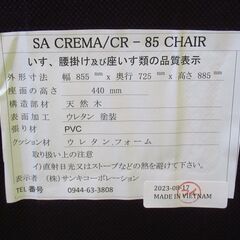 SA CREMA/CR - 85 CHAIR
いす、腰掛け及び座いす類の品質表示
外形寸法 幅 855 mm × 奥行 725 mm × 高さ 885 mm
座面の高さ 440 mm
構造部材 天然木
表面加工 ウレタン 塗装
張り材 PVC
クッション材 ウレタン.フォーム
取り扱い上の注意
イ)直射日光又はストーブなどの熱を避けて下さい。
表示者 (株) サンキコーポレーション
TEL 番号 0944-63-3808
2023-09-17
MADE IN VIETNAM